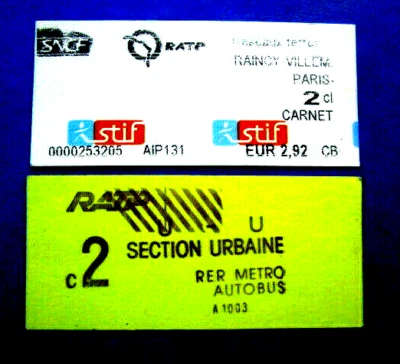 SNCF RATP
RAINCY VILLEM.
PARIS-
2 cl
CARNET
stif stif
0000253205 AIP131 EUR 2,92 CB
RATP
U U
c2 SECTION URBAINE
RER METRO
AUTOBUS
A 1003